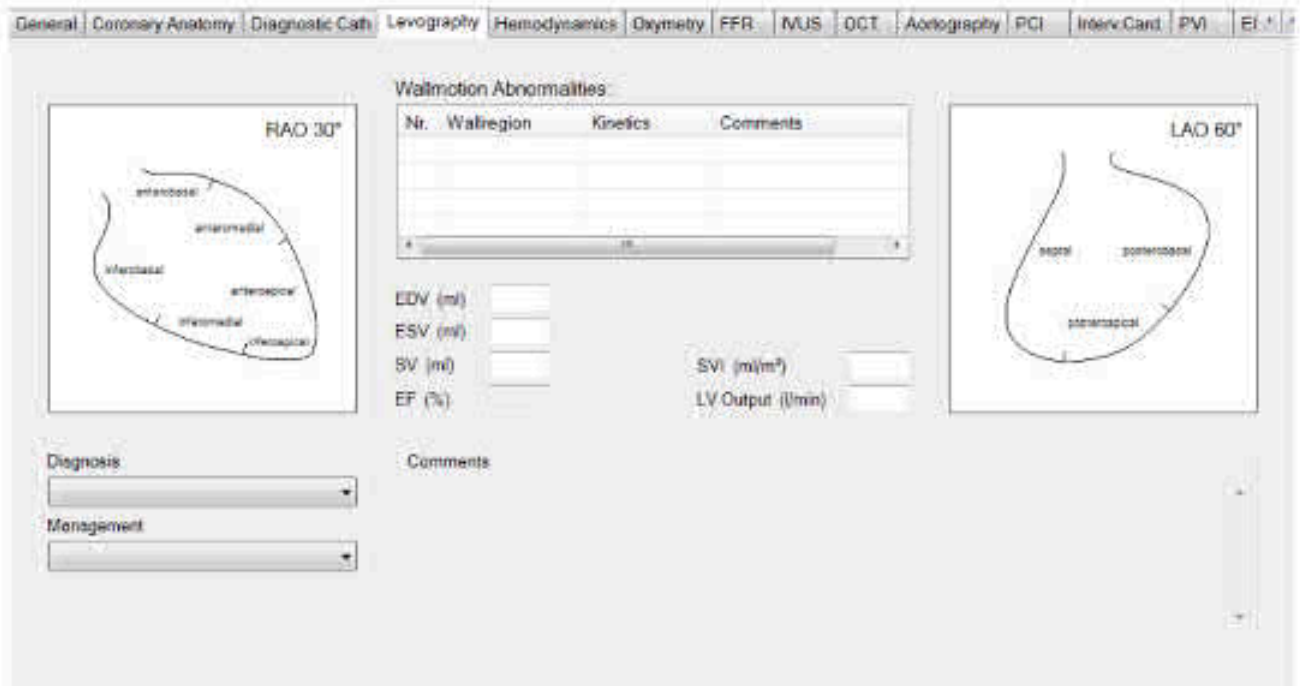 General Coronary Anatomy Diagnostic Cath Levography Hemodynamics Oxymetry FFR IVUS OCT Aortography PCI Interv.Card. PVI
Wallmotion Abnormalities:
Nr. Wallregion Kinetics Comments
RAO 30°
anterobasal
anteromedial
inferobasal
anteroapical
inferomedial
inferoapical
EDV (ml)
ESV (ml)
SV (ml)
EF (%)
SVI (ml/m²)
LV Output (l/min)
LAO 60°
septal
posterobasal
posteroapical
Diagnosis
Management
Comments